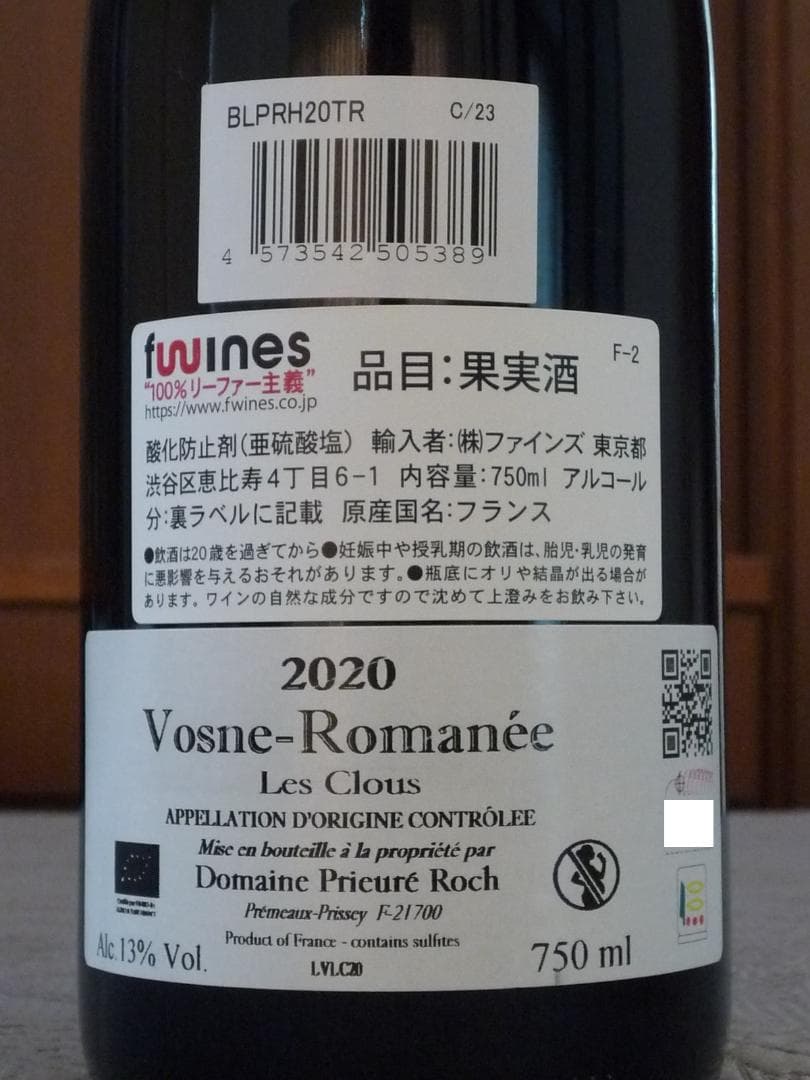 BLPRH20TR C/23
4 573542 505389
fwines
"100%リーファー主義"
https://www.fwines.co.jp
品目:果実酒
F-2
酸化防止剤(亜硫酸塩) 輸入者:㈱ファインズ 東京都
渋谷区恵比寿4丁目6-1 内容量:750ml アルコール
分:裏ラベルに記載 原産国名:フランス
●飲酒は20歳を過ぎてから●妊娠中や授乳期の飲酒は、胎児・乳児の発育
に悪影響を与えるおそれがあります。●瓶底にオリや結晶が出る場合が
あります。ワインの自然な成分ですので沈めて上澄みをお飲み下さい。
2020
Vosne-Romanée
Les Clous
APPELLATION D'ORIGINE CONTRÔLEE
Mise en bouteille à la propriété par
Domaine Prieuré Roch
Prémeaux-Prissey F-21700
Product of France - contains sulfites
Alc.13% Vol.
LVLC20
750 ml